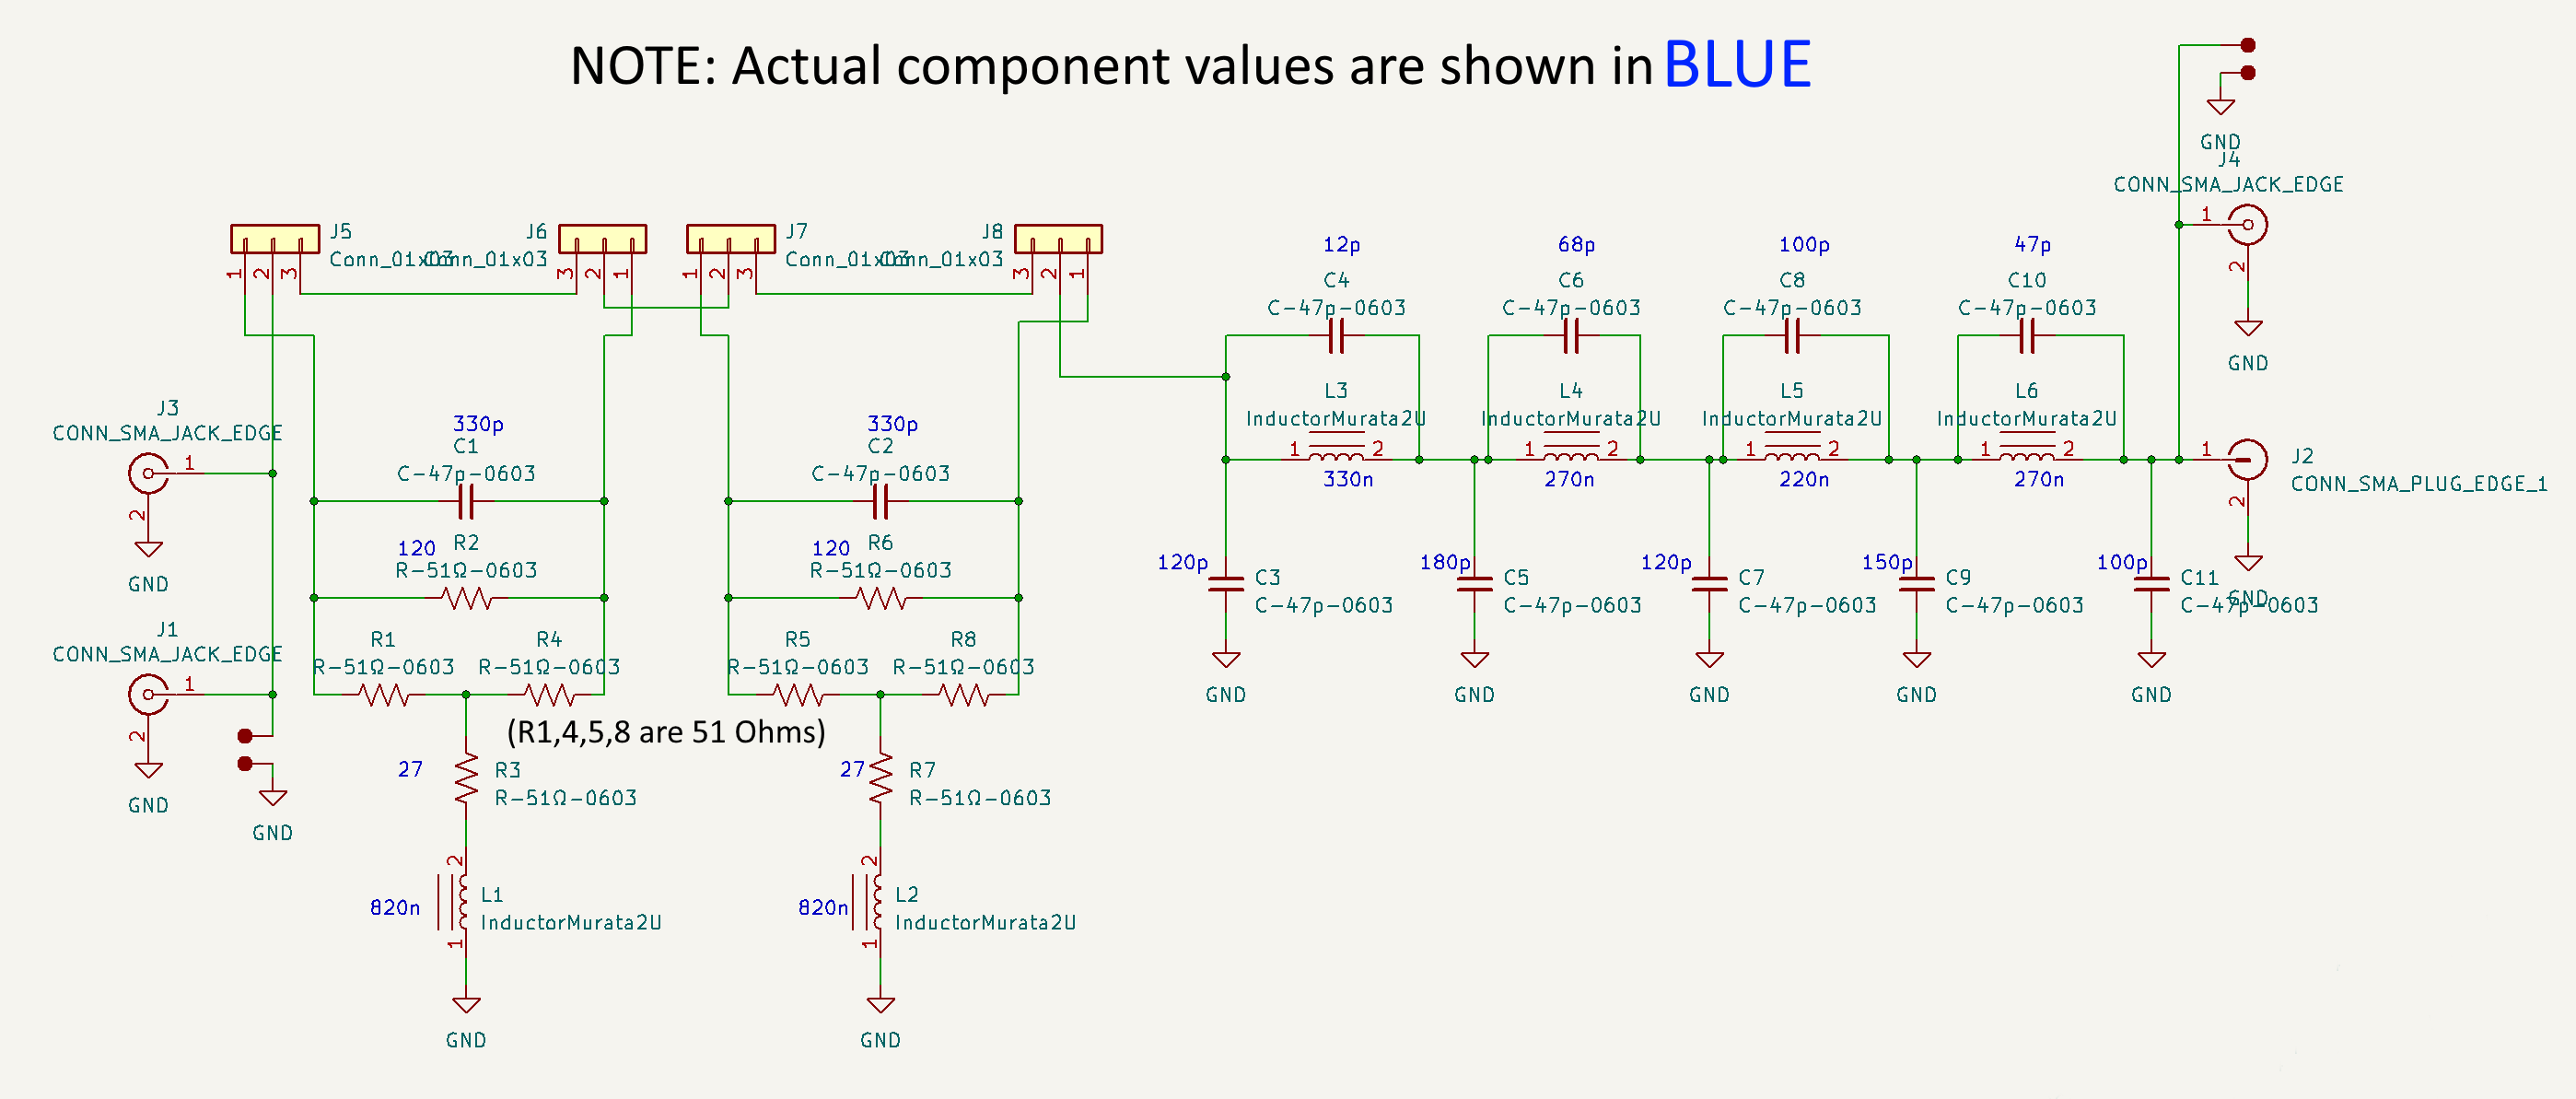 NOTE: Actual component values are shown in BLUE
GND
J4
CONN_SMA_JACK_EDGE
1
2
GND
J5
Conn_01x03
1 2 3
J6
Conn_01x03
3 2 1
J7
Conn_01x03
1 2 3
J8
Conn_01x03
3 2 1
J3
CONN_SMA_JACK_EDGE
1
2
GND
J1
CONN_SMA_JACK_EDGE
1
2
GND
GND
330p
C1
C-47p-0603
120 R2
R-51Ω-0603
R1
R-51Ω-0603
R4
R-51Ω-0603
330p
C2
C-47p-0603
120 R6
R-51Ω-0603
R5
R-51Ω-0603
R8
R-51Ω-0603
(R1,4,5,8 are 51 Ohms)
27 R3
R-51Ω-0603
2
820n L1
InductorMurata2U
1
GND
27 R7
R-51Ω-0603
2
820n L2
InductorMurata2U
1
GND
12p
C4
C-47p-0603
L3
InductorMurata2U
1 2
330n
68p
C6
C-47p-0603
L4
InductorMurata2U
1 2
270n
100p
C8
C-47p-0603
L5
InductorMurata2U
1 2
220n
47p
C10
C-47p-0603
L6
InductorMurata2U
1 2
270n
1
J2
CONN_SMA_PLUG_EDGE_1
2
GND
120p C3
C-47p-0603
GND
180p C5
C-47p-0603
GND
120p C7
C-47p-0603
GND
150p C9
C-47p-0603
GND
100p C11
C-47p-0603
GND